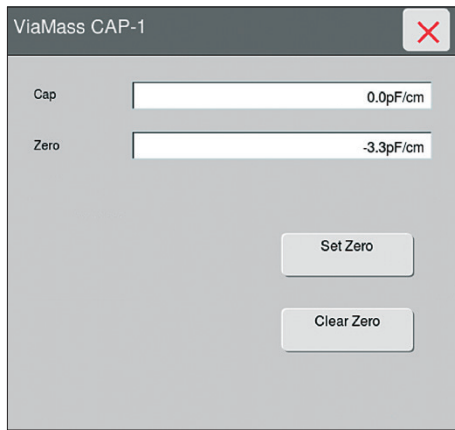 ViaMass CAP-1
Cap 0.0pF/cm
Zero -3.3pF/cm
Set Zero
Clear Zero